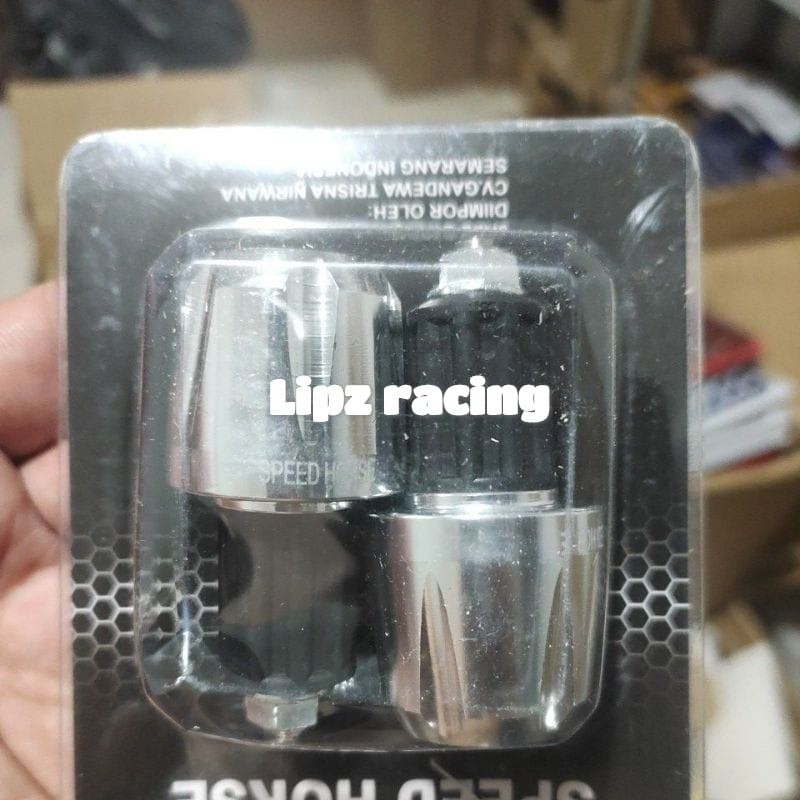 DIIMPOR OLEH:
CV.GANDEWA TRISNA NIRWANA
SEMARANG INDONESIA
Lipz racing
SPEED HORSE
SPEED HORSE